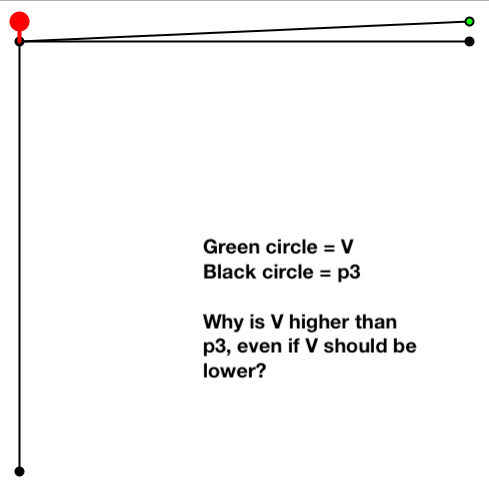 Green circle = V
Black circle = p3
Why is V higher than
p3, even if V should be
lower?